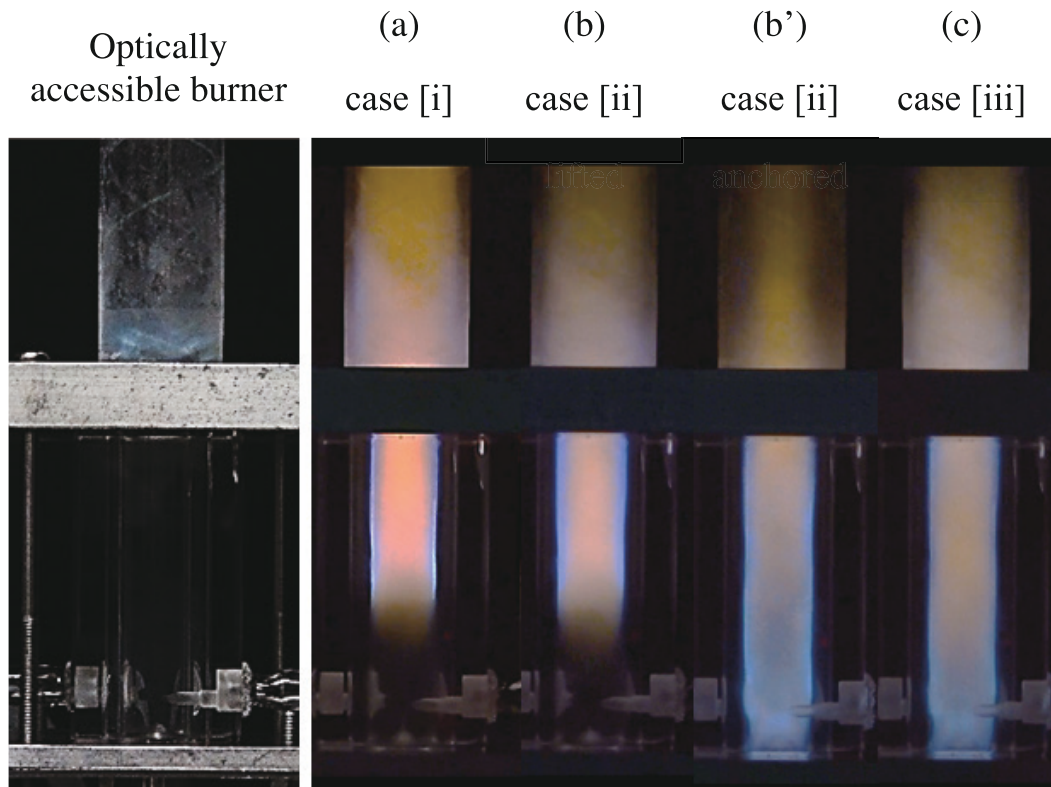 Optically
accessible burner
(a)
case [i]
(b)
case [ii]
(b’)
case [ii]
(c)
case [iii]
lifted
anchored